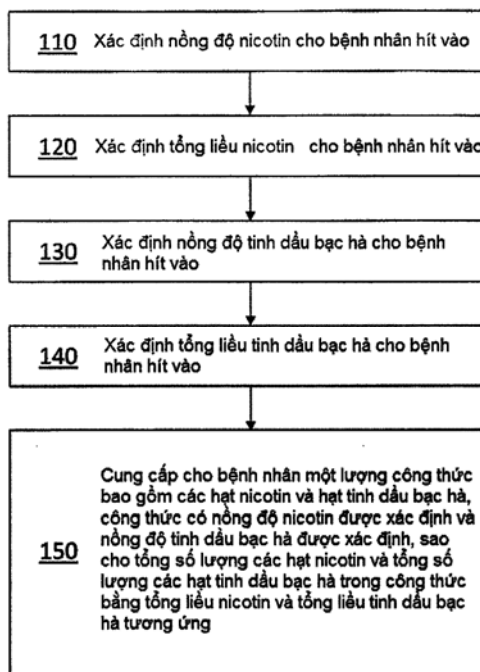 110 Xác định nồng độ nicotin cho bệnh nhân hít vào
120 Xác định tổng liều nicotin cho bệnh nhân hít vào
130 Xác định nồng độ tinh dầu bạc hà cho bệnh
nhân hít vào
140 Xác định tổng liều tinh dầu bạc hà cho bệnh
nhân hít vào
150
Cung cấp cho bệnh nhân một lượng công thức
bao gồm các hạt nicotin và hạt tinh dầu bạc hà,
công thức có nồng độ nicotin được xác định và
nồng độ tinh dầu bạc hà được xác định, sao
cho tổng số lượng các hạt nicotin và tổng số
lượng các hạt tinh dầu bạc hà trong công thức
bằng tổng liều nicotin và tổng liều tinh dầu bạc
hà tương ứng